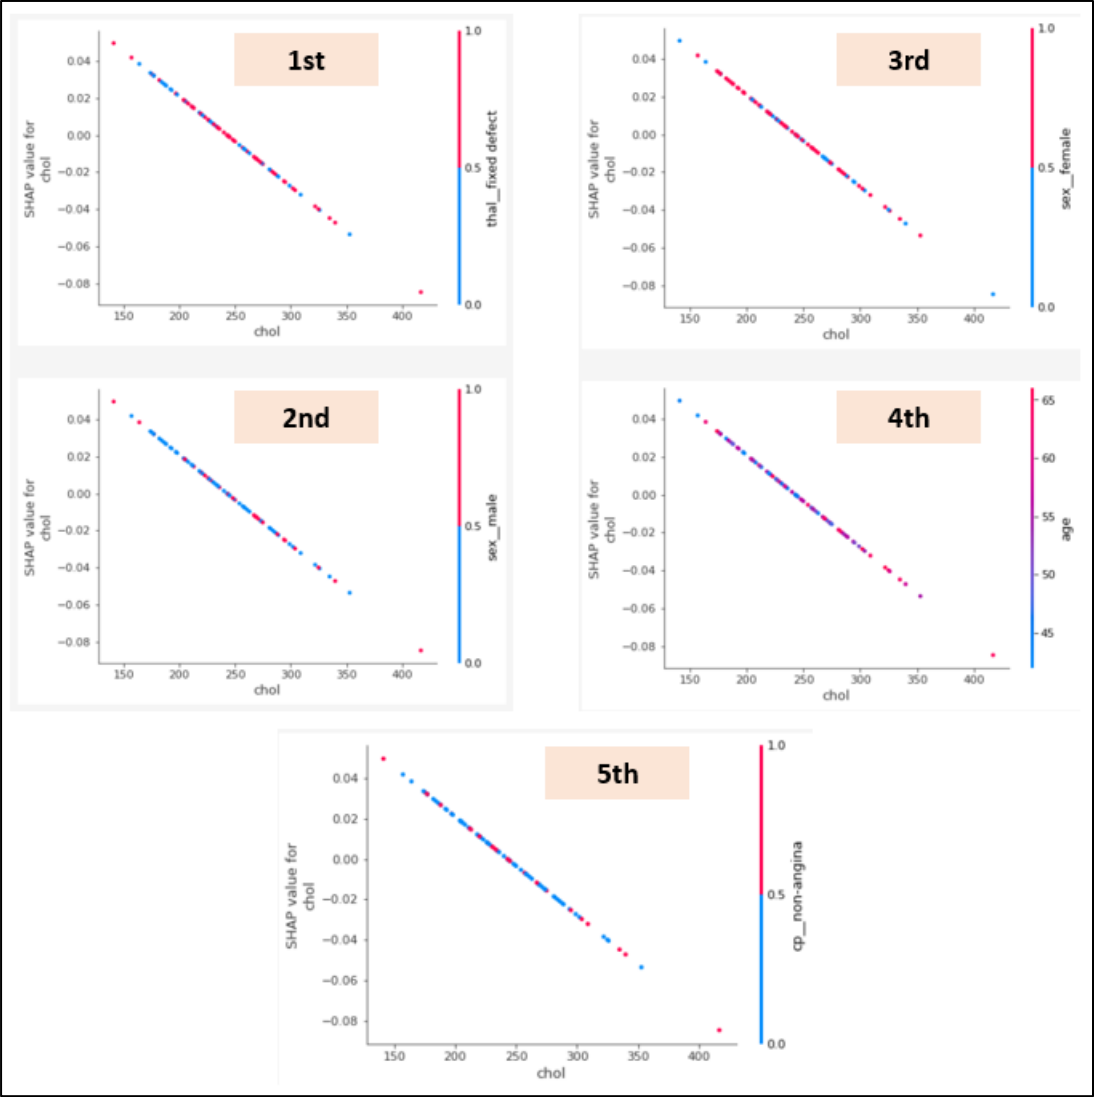 1st
0.04
0.02
0.00
−0.02
−0.04
−0.06
−0.08
150 200 250 300 350 400
chol
SHAP value for
chol
1.0
0.5
0.0
thal__fixed defect
3rd
0.04
0.02
0.00
−0.02
−0.04
−0.06
−0.08
150 200 250 300 350 400
chol
SHAP value for
chol
1.0
0.5
0.0
sex__female
2nd
0.04
0.02
0.00
−0.02
−0.04
−0.06
−0.08
150 200 250 300 350 400
chol
SHAP value for
chol
1.0
0.5
0.0
sex__male
4th
0.04
0.02
0.00
−0.02
−0.04
−0.06
−0.08
150 200 250 300 350 400
chol
SHAP value for
chol
65
60
55
50
45
age
5th
0.04
0.02
0.00
−0.02
−0.04
−0.06
−0.08
150 200 250 300 350 400
chol
SHAP value for
chol
1.0
0.5
0.0
cp__non-angina